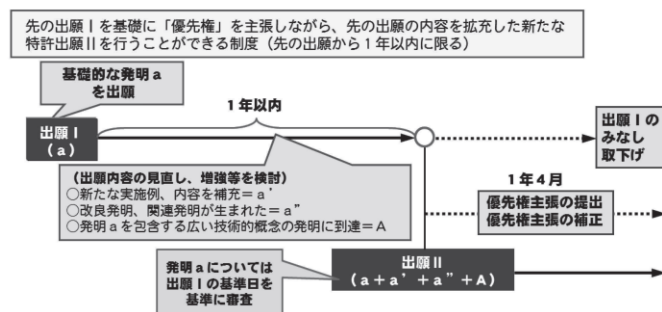 先の出願Ⅰを基礎に「優先権」を主張しながら、先の出願の内容を拡充した新たな
特許出願Ⅱを行うことができる制度（先の出願から１年以内に限る）
基礎的な発明ａ
を出願
１年以内
出願Ⅰ
（ａ）
出願Ⅰの
みなし
取下げ
（出願内容の見直し、増強等を検討）
○新たな実施例、内容を補充＝ａ’
○改良発明、関連発明が生まれた＝ａ”
○発明ａを包含する広い技術的概念の発明に到達＝Ａ
１年４月
優先権主張の提出
優先権主張の補正
発明ａについては
出願Ⅰの基準日を
基準に審査
出願Ⅱ
（ａ＋ａ’＋ａ”＋Ａ）